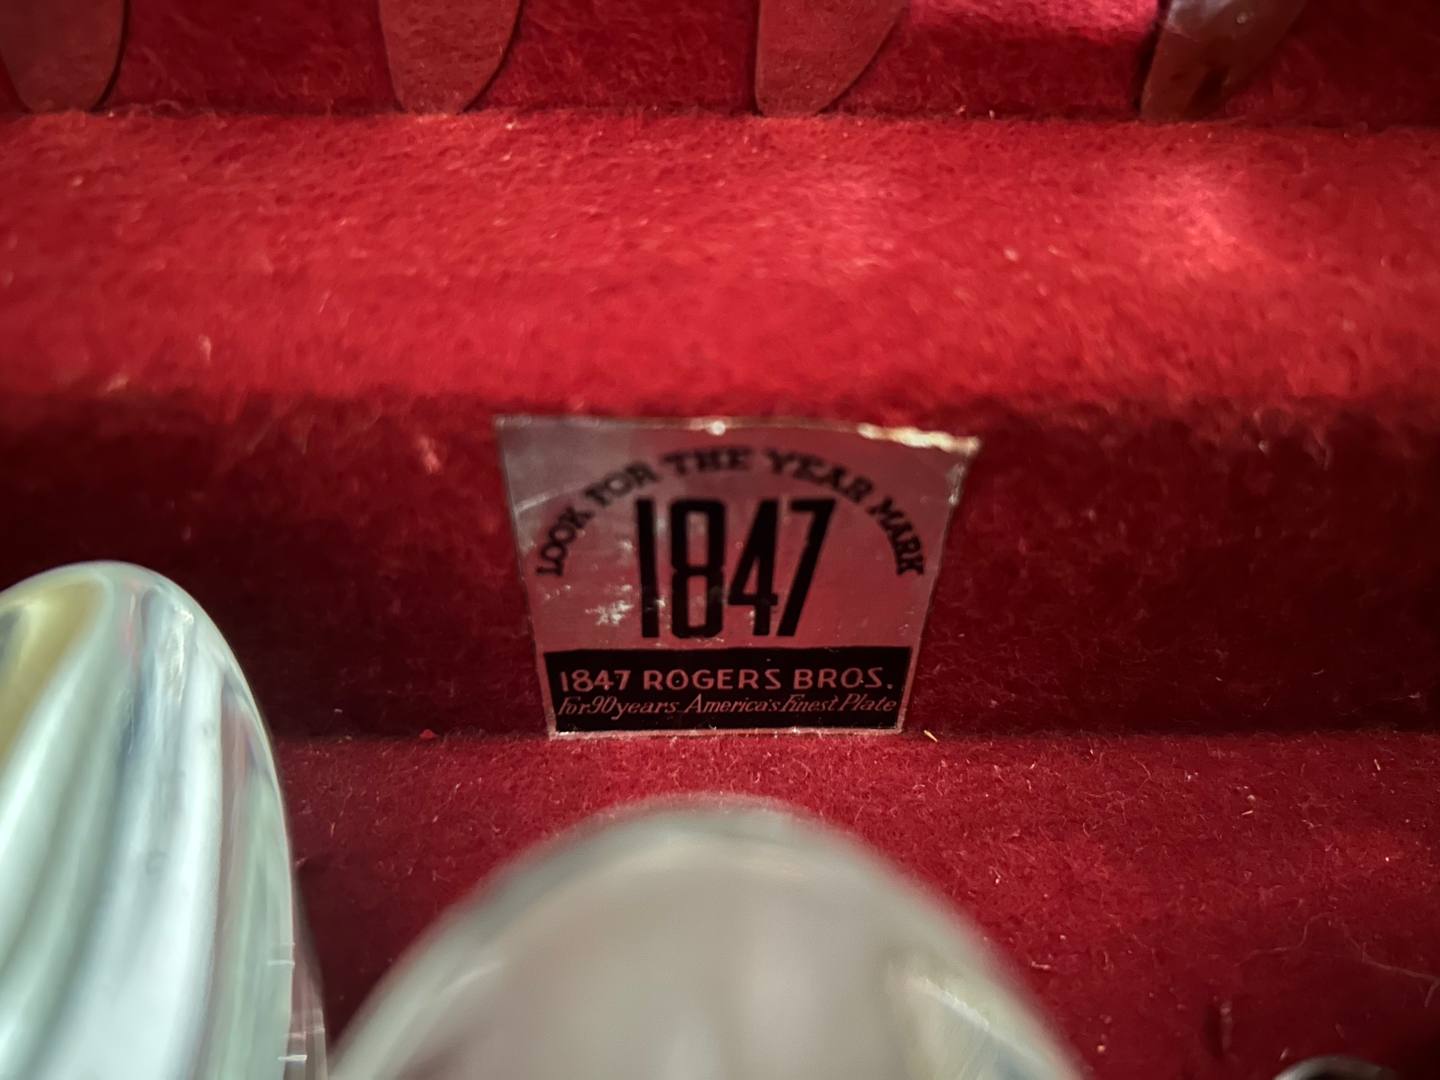 LOOK FOR THE YEAR MARK
1847
1847 ROGERS BROS.
For 90 years America's Finest Plate